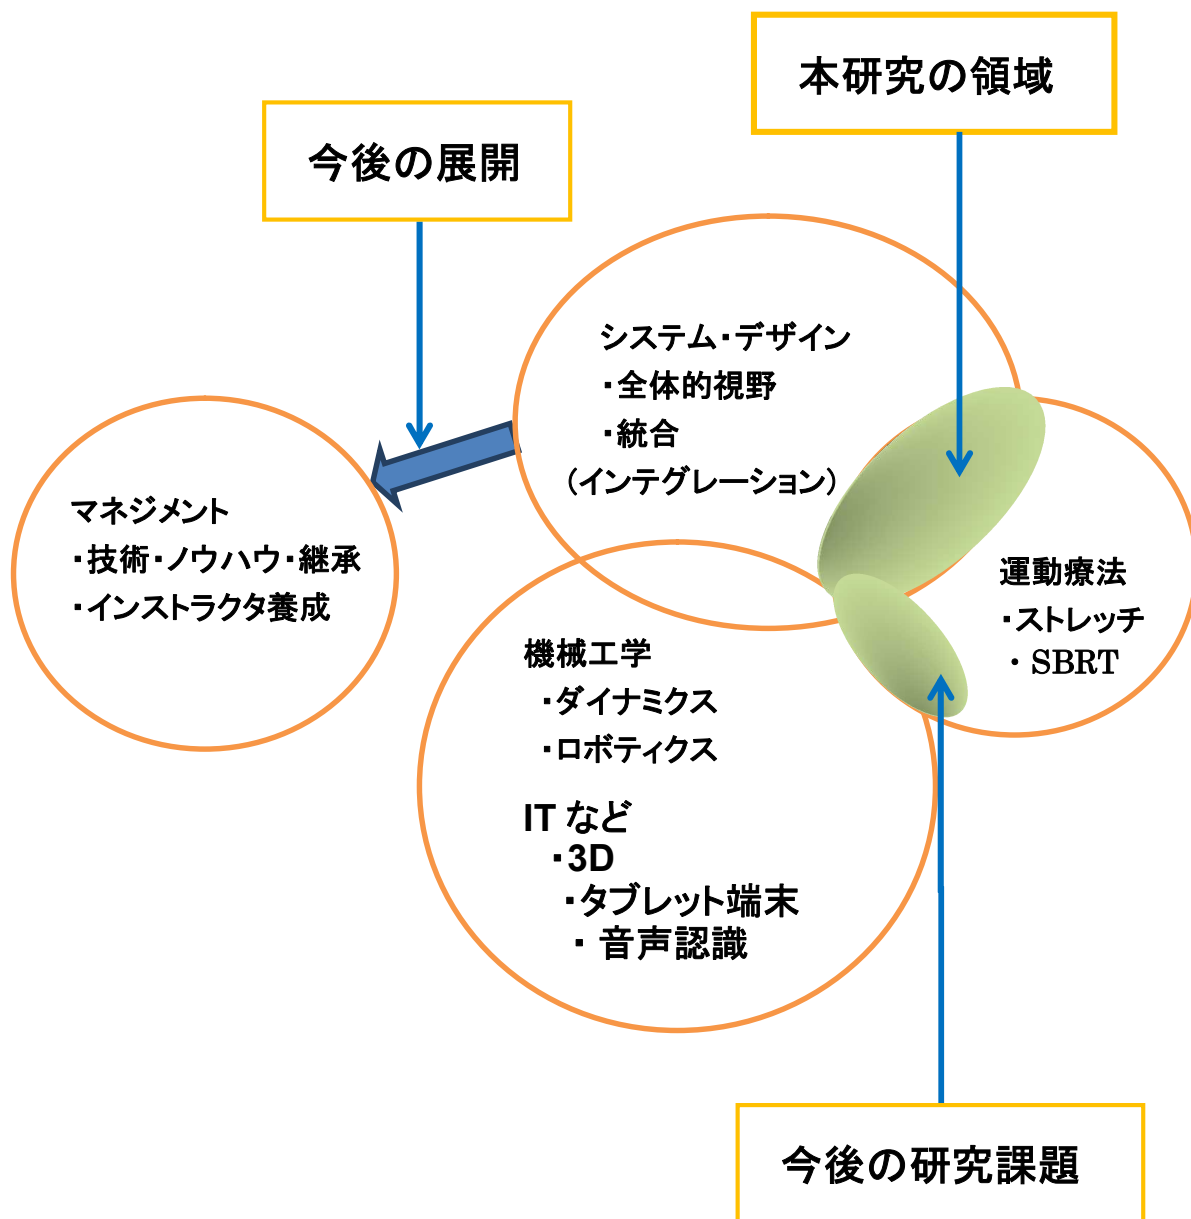 本研究の領域
今後の展開
システム・デザイン
・全体的視野
・統合
（インテグレーション）
マネジメント
・技術・ノウハウ・継承
・インストラクタ養成
運動療法
・ストレッチ
・SBRT
機械工学
・ダイナミクス
・ロボティクス
IT など
・3D
・タブレット端末
・音声認識
今後の研究課題